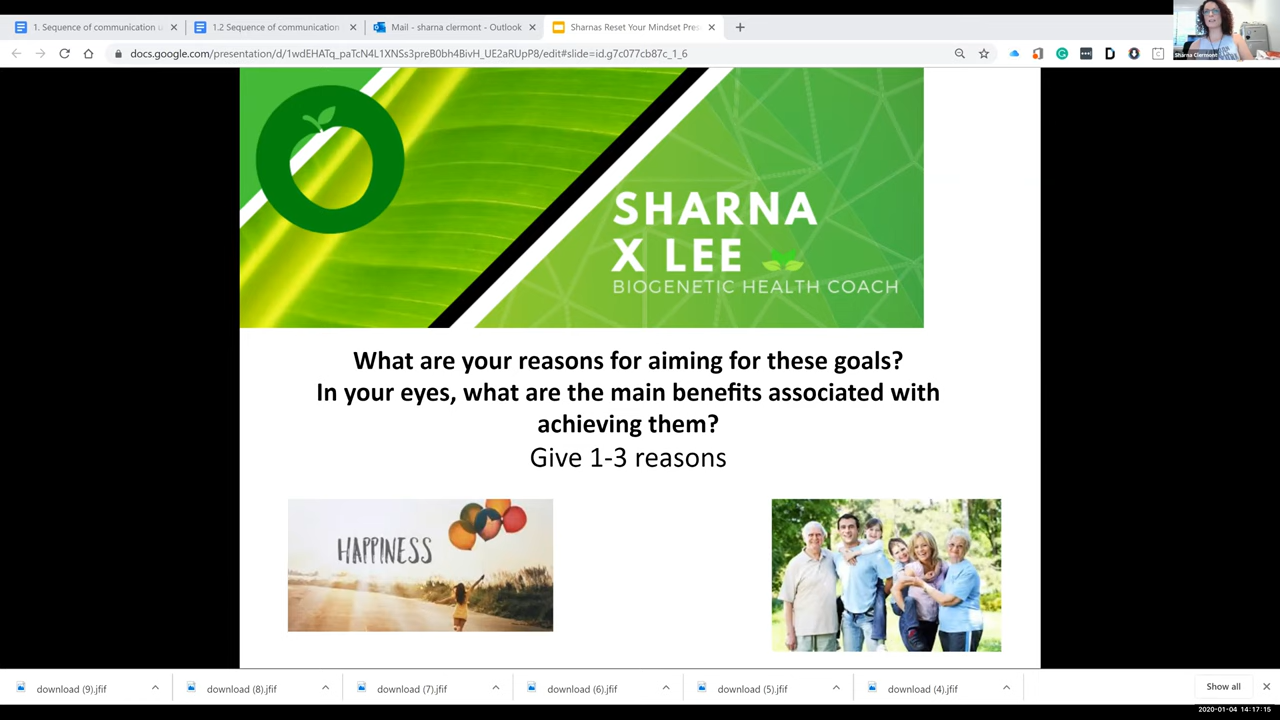 1. Sequence of communication u
1.2 Sequence of communication
Mail - sharna clermont - Outlook
Sharnas Reset Your Mindset Pres
docs.google.com/presentation/d/1wdEHATq_paTcN4L1XNSs3preB0bh4BivH_UE2aRUpP8/edit#slide=id.g7c077cb87c_1_6
Sharna Clermont
SHARNA
X LEE
BIOGENETIC HEALTH COACH
What are your reasons for aiming for these goals?
In your eyes, what are the main benefits associated with
achieving them?
Give 1-3 reasons
HAPPINESS
download (9).jfif
download (8).jfif
download (7).jfif
download (6).jfif
download (5).jfif
download (4).jfif
Show all
2020-01-04 14:17:15